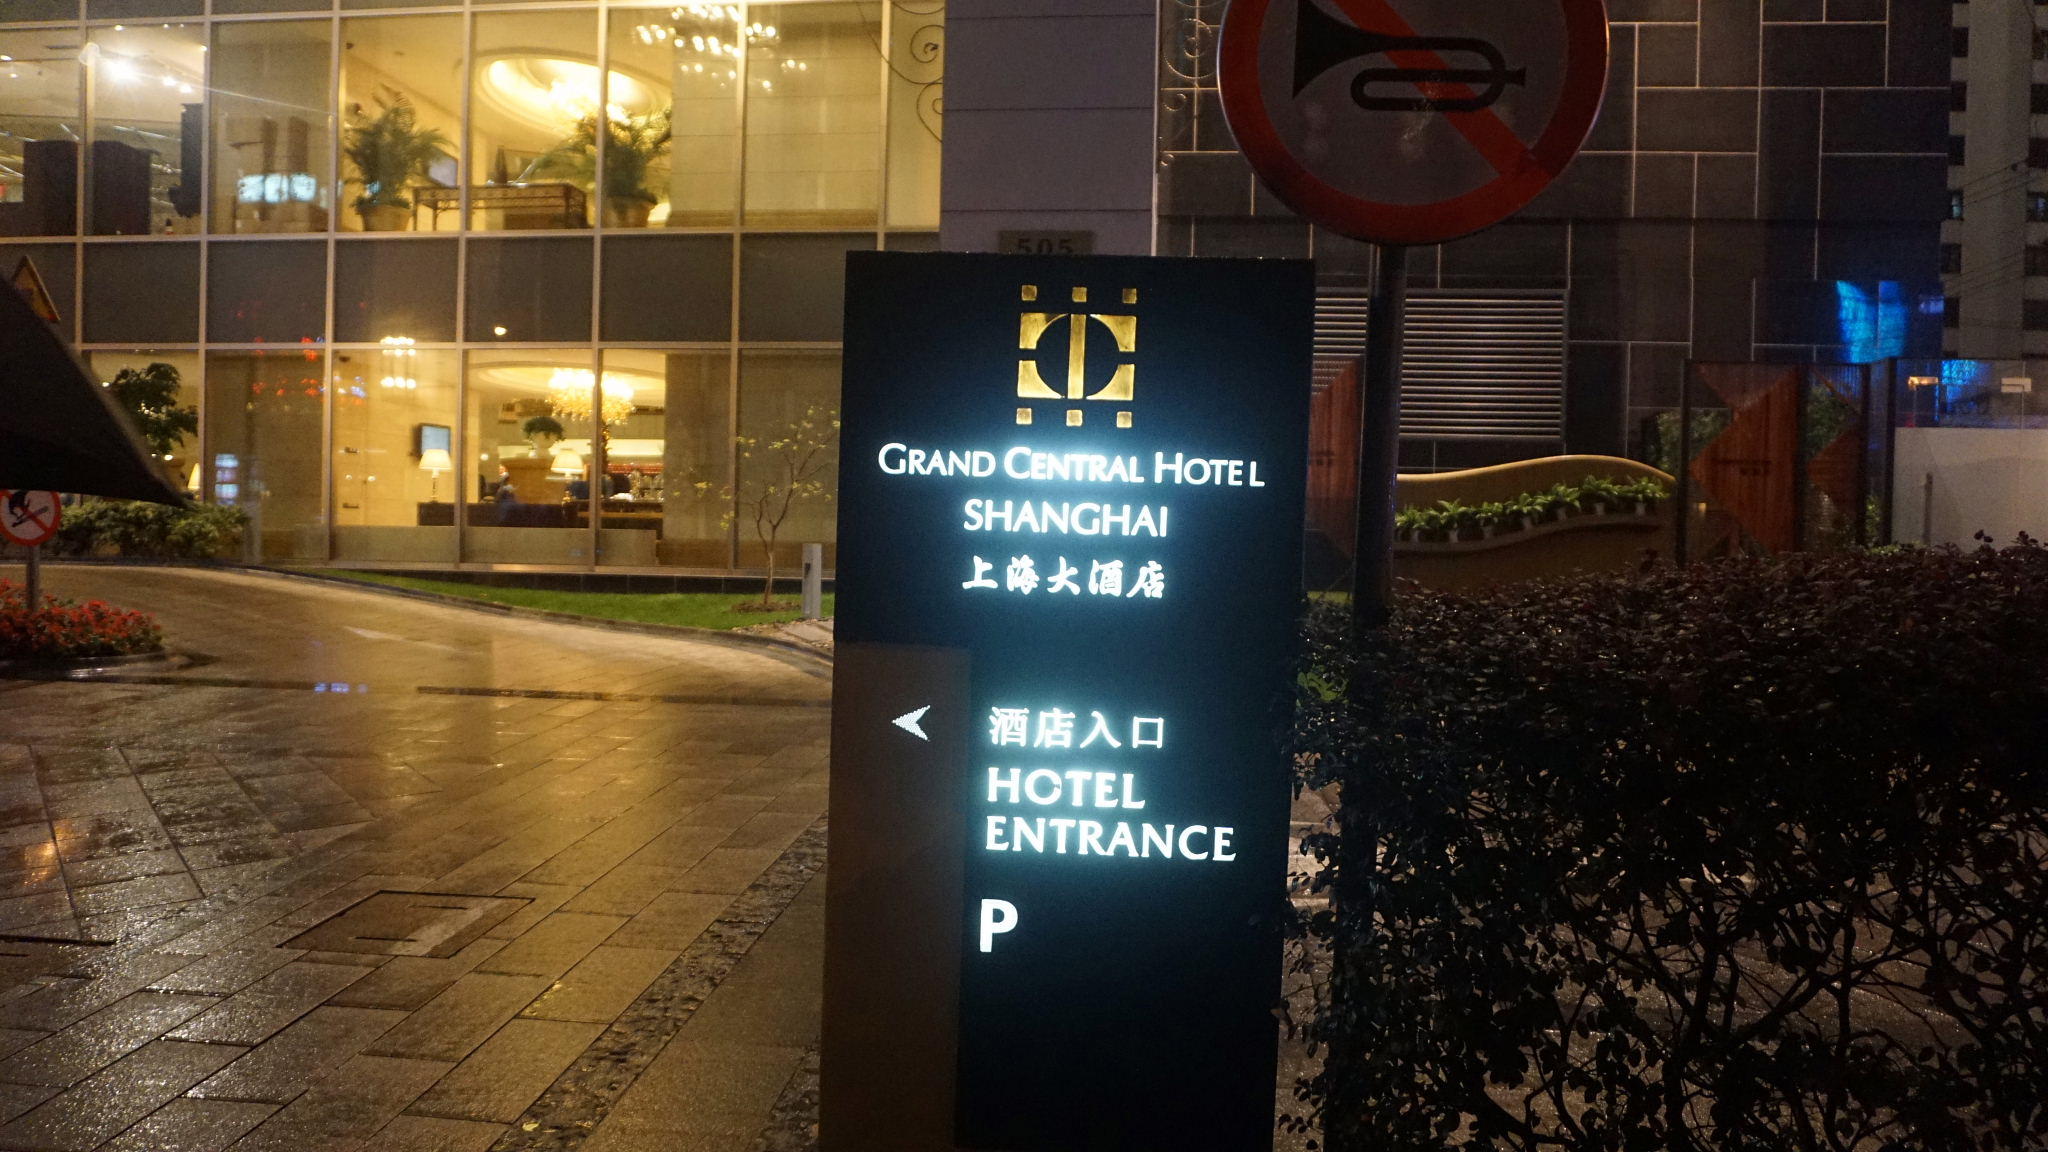 505
GRAND CENTRAL HOTEL
SHANGHAI
上海大酒店
酒店入口
HOTEL
ENTRANCE
P